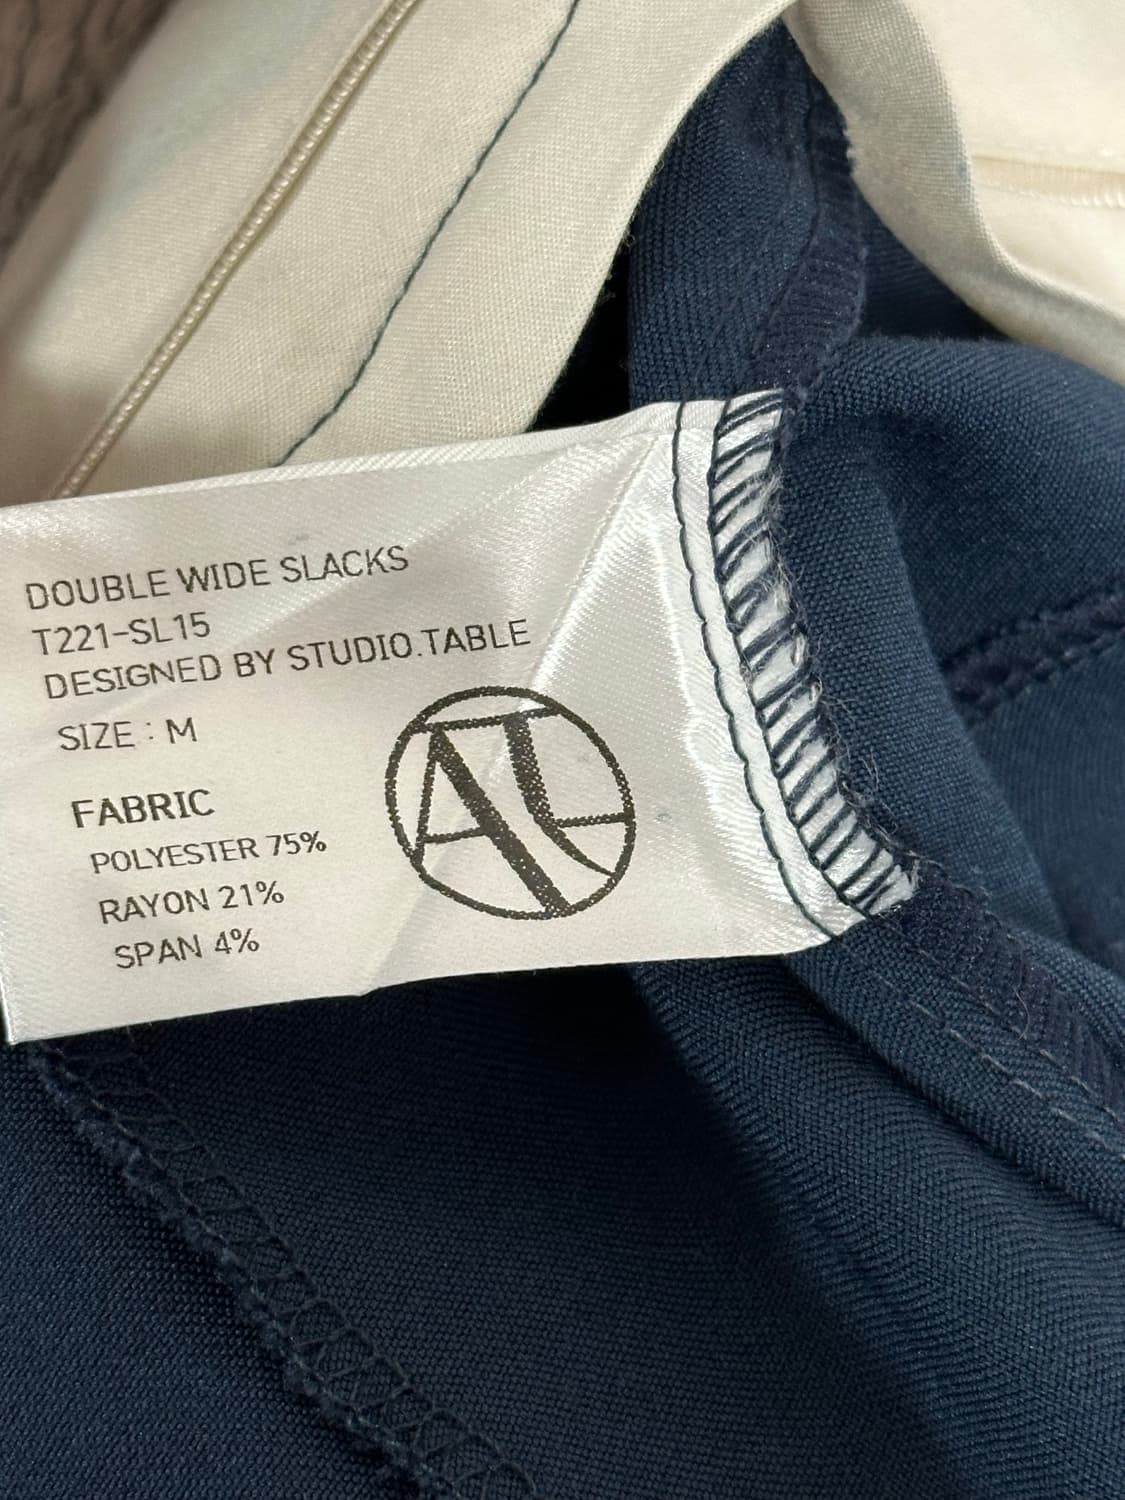 DOUBLE WIDE SLACKS
T221-SL15
DESIGNED BY STUDIO.TABLE
SIZE : M
FABRIC
POLYESTER 75%
RAYON 21%
SPAN 4%